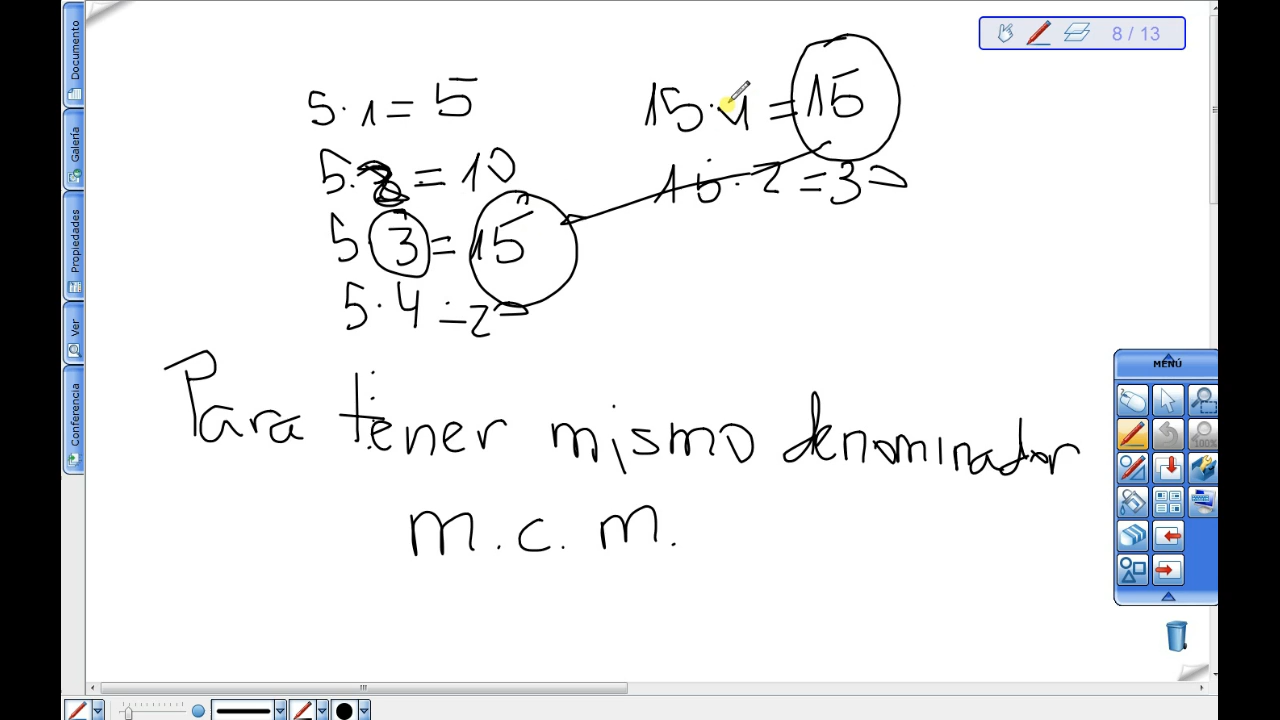 8 / 13
Documento
Galería
Propiedades
Ver
Conferencia
5·1=5
5·2=10
5·3=15
5·4=20
15·1=15
15·2=30
Para tener mismo denominador
m.c.m.
MENÚ
100%